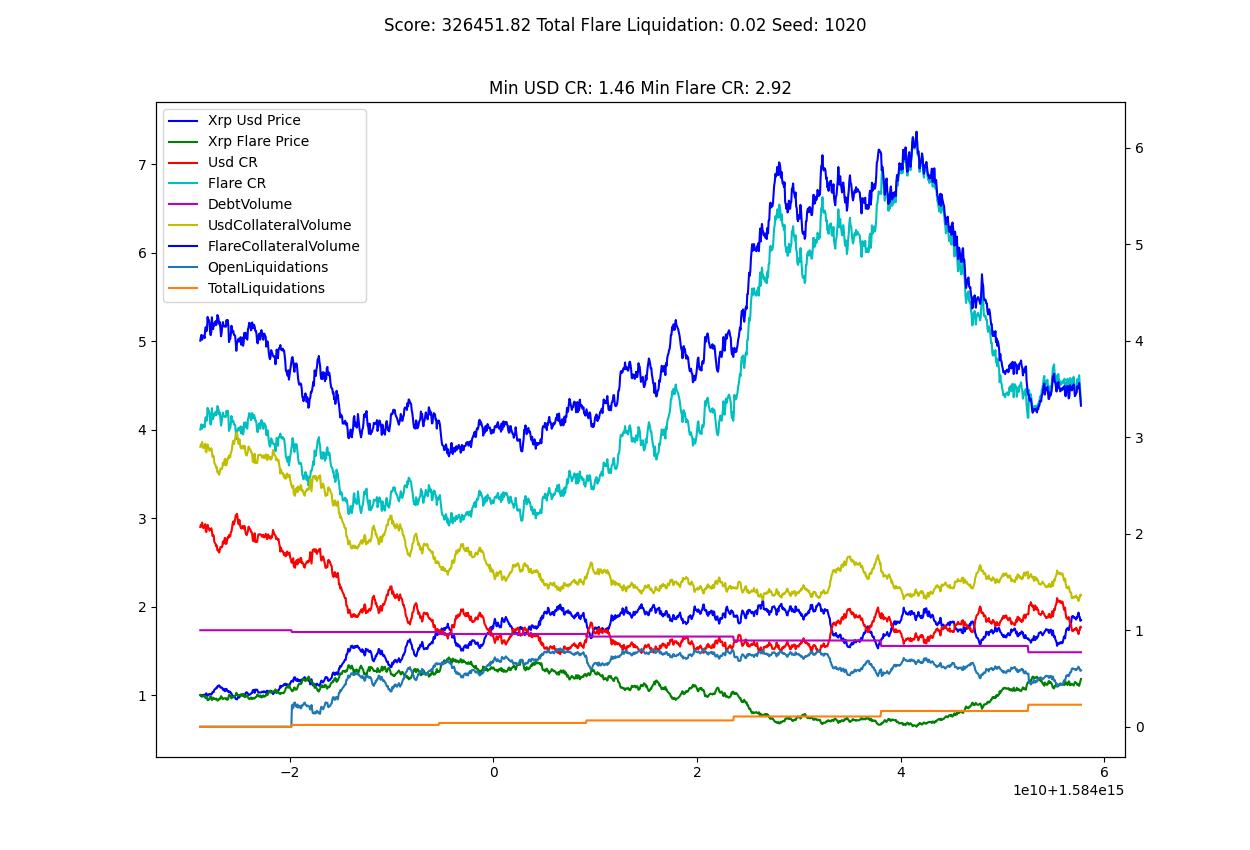 Score: 326451.82 Total Flare Liquidation: 0.02 Seed: 1020
Min USD CR: 1.46 Min Flare CR: 2.92
Xrp Usd Price
Xrp Flare Price
Usd CR
Flare CR
DebtVolume
UsdCollateralVolume
FlareCollateralVolume
OpenLiquidations
TotalLiquidations
7
6
5
4
3
2
1
6
5
4
3
2
1
0
−2
0
2
4
6
1e10+1.584e15